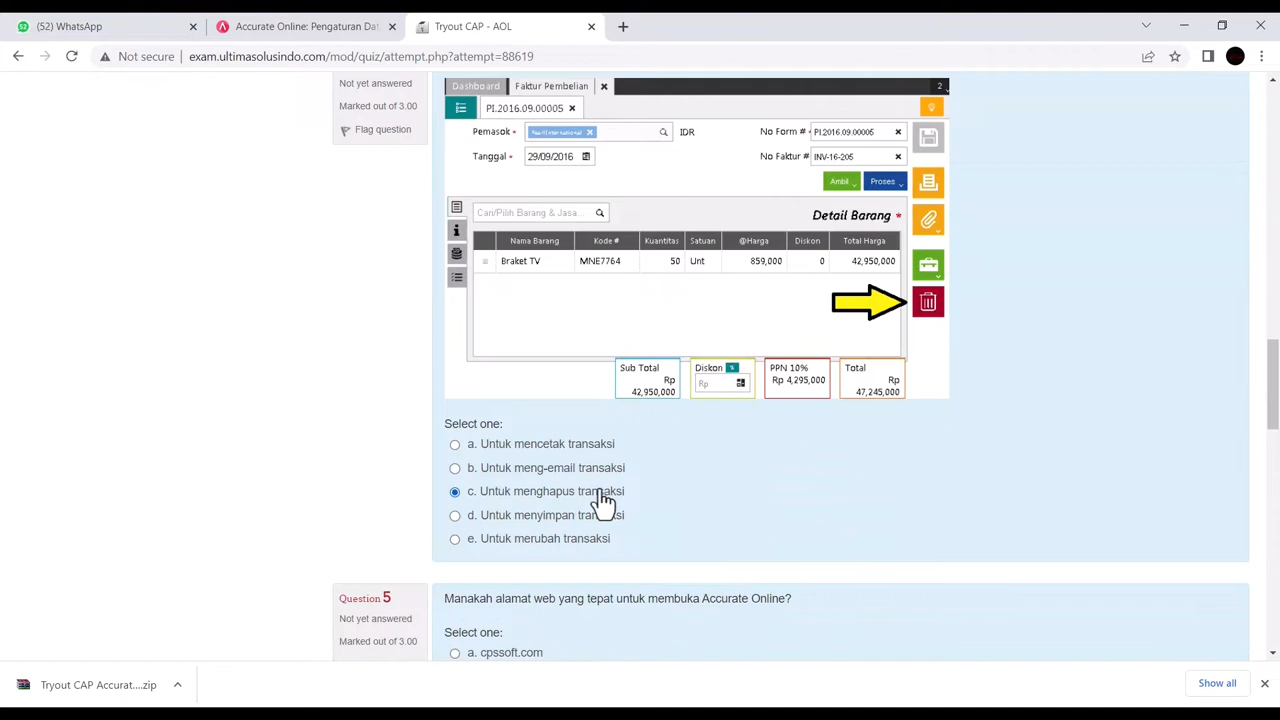 (52) WhatsApp
Accurate Online: Pengaturan Dat
Tryout CAP - AOL
Not secure
exam.ultimasolusindo.com/mod/quiz/attempt.php?attempt=88619
Not yet answered
Marked out of 3.00
Flag question
Dashboard
Faktur Pembelian
2
PI.2016.09.00005
Pemasok *
IDR
No Form # *
PI.2016.09.00005
Tanggal *
29/09/2016
No Faktur #
INV-16-205
Ambil
Proses
Cari/Pilih Barang & Jasa...
Detail Barang *
Nama Barang Kode # Kuantitas Satuan @Harga Diskon Total Harga
Braket TV MNE7764 50 Unt 859,000 0 42,950,000
Sub Total Diskon % PPN 10% Total
Rp Rp Rp 4,295,000 Rp
42,950,000 47,245,000
Select one:
a. Untuk mencetak transaksi
b. Untuk meng-email transaksi
c. Untuk menghapus transaksi
d. Untuk menyimpan transaksi
e. Untuk merubah transaksi
Question 5
Not yet answered
Marked out of 3.00
Manakah alamat web yang tepat untuk membuka Accurate Online?
Select one:
a. cpssoft.com
Tryout CAP Accurat....zip
Show all